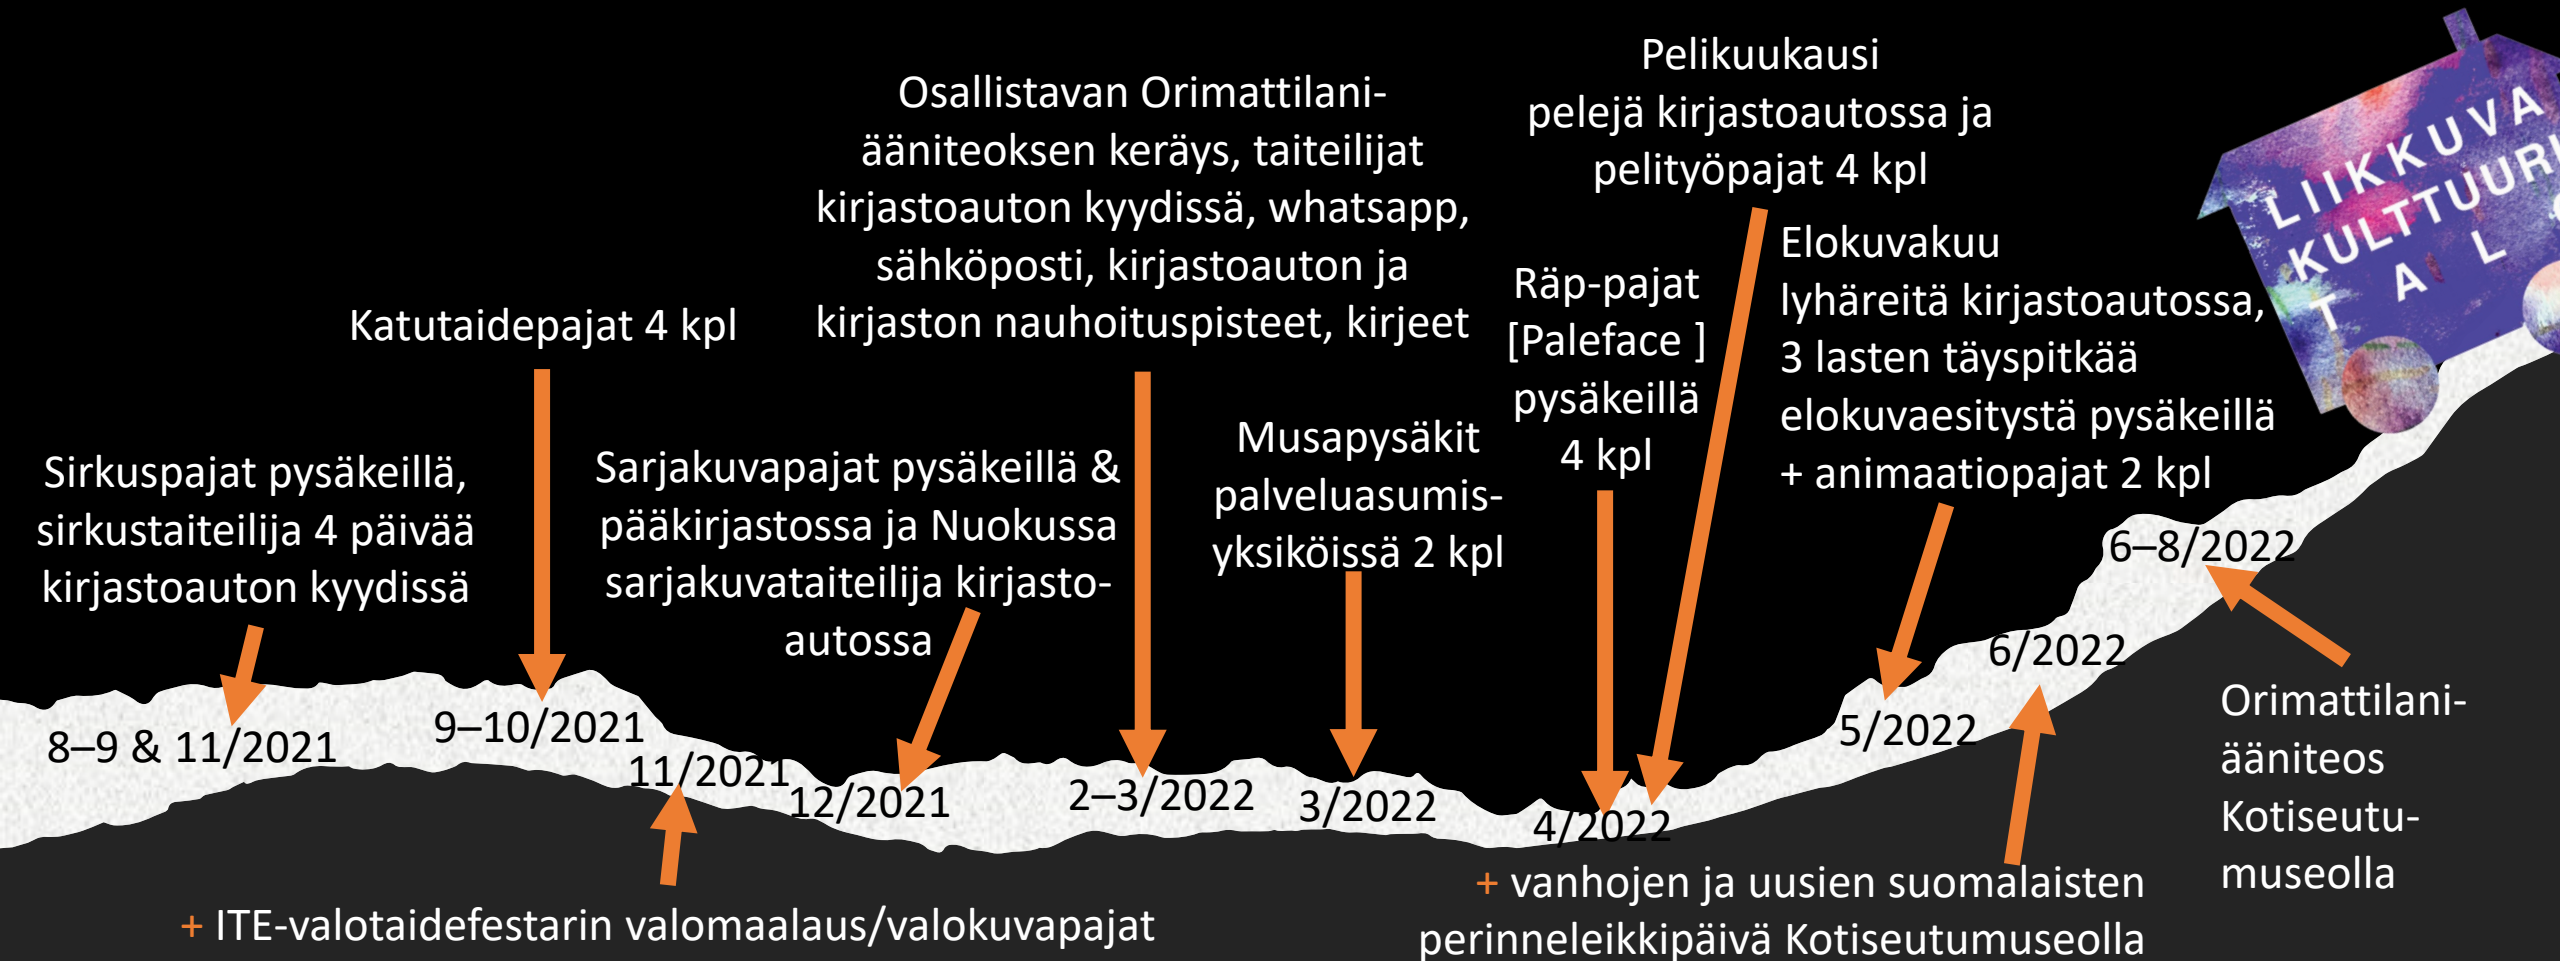 Sirkuspajat pysäkeillä,
sirkustaiteilija 4 päivää
kirjastoauton kyydissä
8–9 & 11/2021
Katutaidepajat 4 kpl
9–10/2021
11/2021
+ ITE-valotaidefestarin valomaalaus/valokuvapajat
Sarjakuvapajat pysäkeillä &
pääkirjastossa ja Nuokussa
sarjakuvataiteilija kirjasto-
autossa
12/2021
Osallistavan Orimattilani-
ääniteoksen keräys, taiteilijat
kirjastoauton kyydissä, whatsapp,
sähköposti, kirjastoauton ja
kirjaston nauhoituspisteet, kirjeet
2–3/2022
Musapysäkit
palveluasumis-
yksiköissä 2 kpl
3/2022
Räp-pajat
[Paleface ]
pysäkeillä
4 kpl
Pelikuukausi
pelejä kirjastoautossa ja
pelityöpajat 4 kpl
4/2022
Elokuvakuu
lyhäreitä kirjastoautossa,
3 lasten täyspitkää
elokuvaesitystä pysäkeillä
+ animaatiopajat 2 kpl
5/2022
6/2022
+ vanhojen ja uusien suomalaisten
perinneleikkipäivä Kotiseutumuseolla
6–8/2022
Orimattilani-
ääniteos
Kotiseutu-
museolla
LIIKKUVA
KULTTUURI
TAL